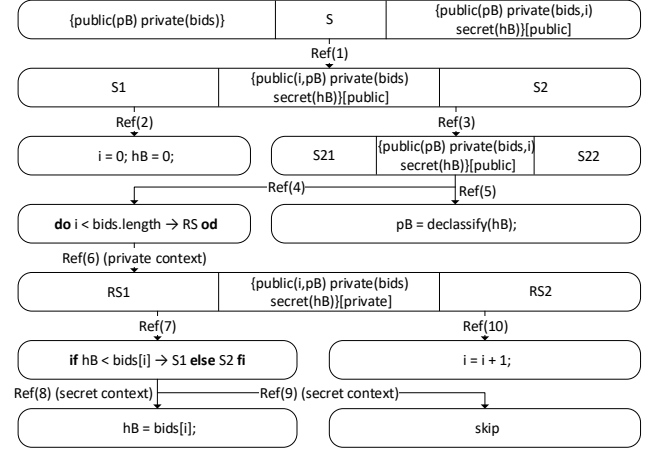 {public(pB) private(bids)}
S
{public(pB) private(bids,i)
secret(hB)}[public]
Ref(1)
S1
{public(i,pB) private(bids)
secret(hB)}[public]
S2
Ref(2)
Ref(3)
i = 0; hB = 0;
S21
{public(pB) private(bids,i)
secret(hB)}[public]
S22
Ref(4)
Ref(5)
do i < bids.length → RS od
pB = declassify(hB);
Ref(6) (private context)
RS1
{public(i,pB) private(bids)
secret(hB)}[private]
RS2
Ref(7)
Ref(10)
if hB < bids[i] → S1 else S2 fi
i = i + 1;
Ref(8) (secret context)
Ref(9) (secret context)
hB = bids[i];
skip